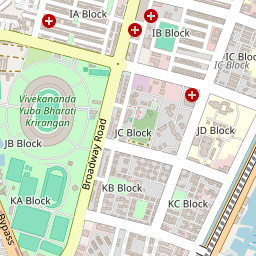 IA Block
IB Block
IC Block
IC Block
Vivekananda
Yuba Bharati
Krirangan
JC Block
JD Block
JB Block
Broadway Road
KB Block
KA Block
KC Block
Bypass